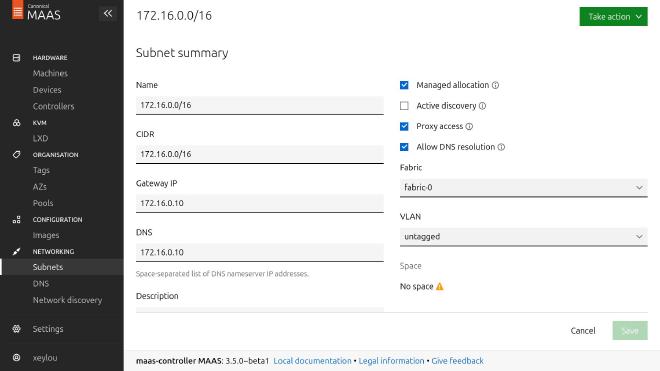 Canonical
MAAS
HARDWARE
Machines
Devices
Controllers
KVM
LXD
ORGANISATION
Tags
AZs
Pools
CONFIGURATION
Images
NETWORKING
Subnets
DNS
Network discovery
Settings
xeylou
172.16.0.0/16
Take action
Subnet summary
Name
172.16.0.0/16
CIDR
172.16.0.0/16
Gateway IP
172.16.0.10
DNS
172.16.0.10
Space-separated list of DNS nameserver IP addresses.
Description
Managed allocation
Active discovery
Proxy access
Allow DNS resolution
Fabric
fabric-0
VLAN
untagged
Space
No space
Cancel
Save
maas-controller MAAS: 3.5.0~beta1 Local documentation • Legal information • Give feedback